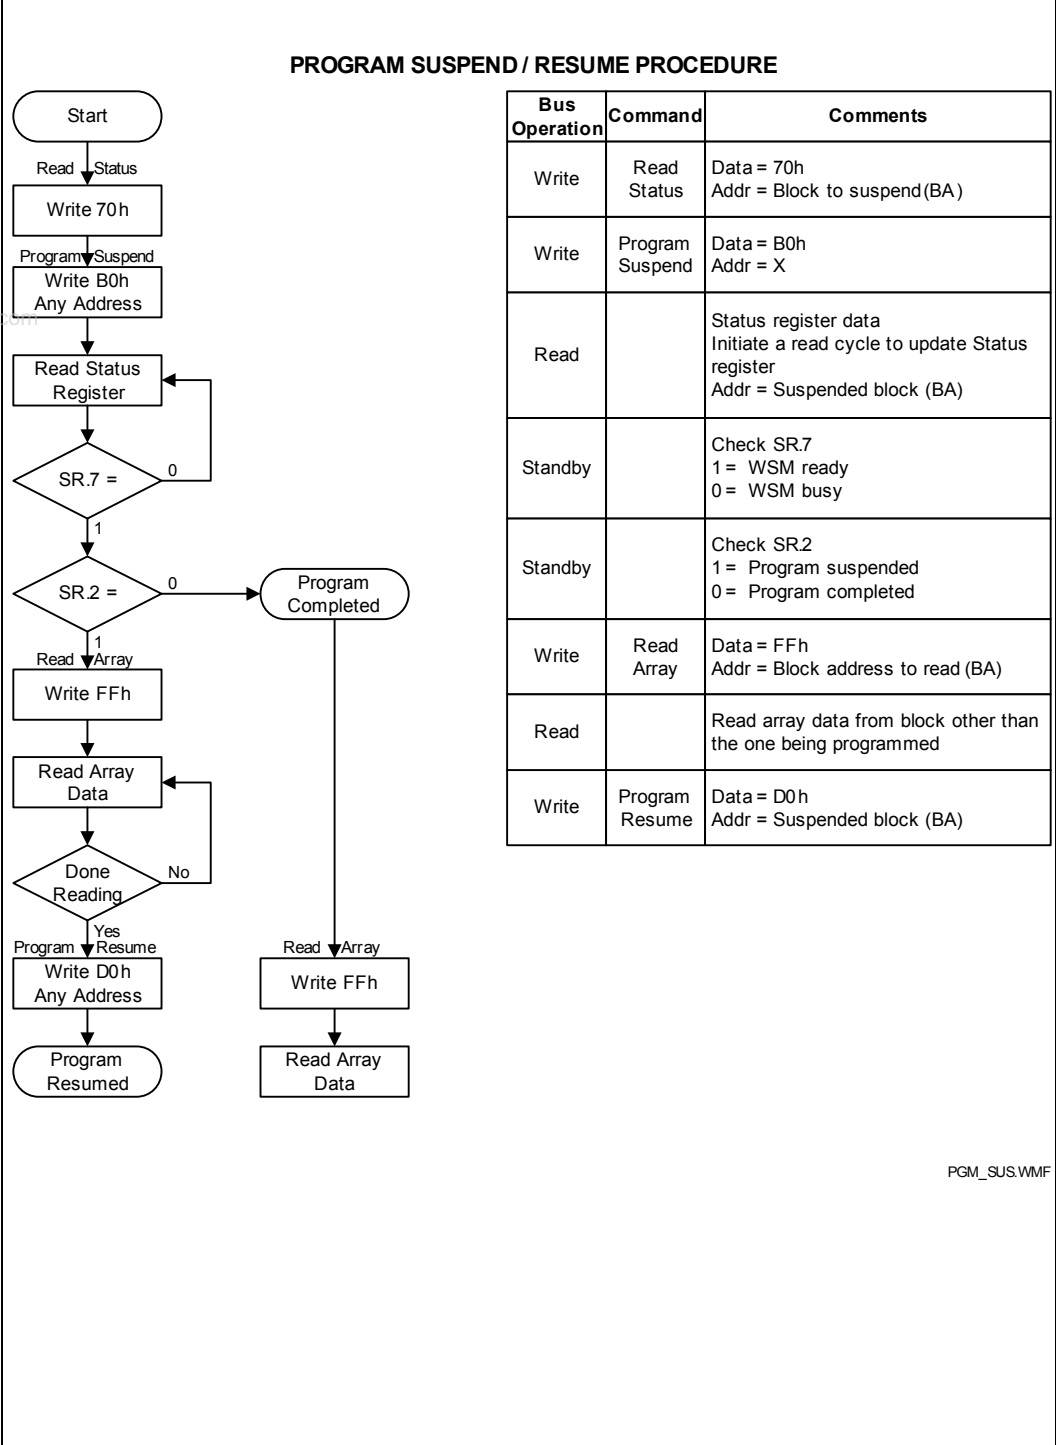 PROGRAM SUSPEND / RESUME PROCEDURE
Start
Read Status
Write 70h
Program Suspend
Write B0h
Any Address
.com
Read Status
Register
SR.7 =
0
1
SR.2 =
0
Program
Completed
1
Read Array
Write FFh
Read Array
Data
Done
Reading
No
Yes
Program Resume
Write D0h
Any Address
Program
Resumed
Read Array
Write FFh
Read Array
Data
Bus
Operation
Command
Comments
Write
Read
Status
Data = 70h
Addr = Block to suspend (BA)
Write
Program
Suspend
Data = B0h
Addr = X
Read
Status register data
Initiate a read cycle to update Status
register
Addr = Suspended block (BA)
Standby
Check SR.7
1 = WSM ready
0 = WSM busy
Standby
Check SR.2
1 = Program suspended
0 = Program completed
Write
Read
Array
Data = FFh
Addr = Block address to read (BA)
Read
Read array data from block other than
the one being programmed
Write
Program
Resume
Data = D0h
Addr = Suspended block (BA)
PGM_SUS.WMF